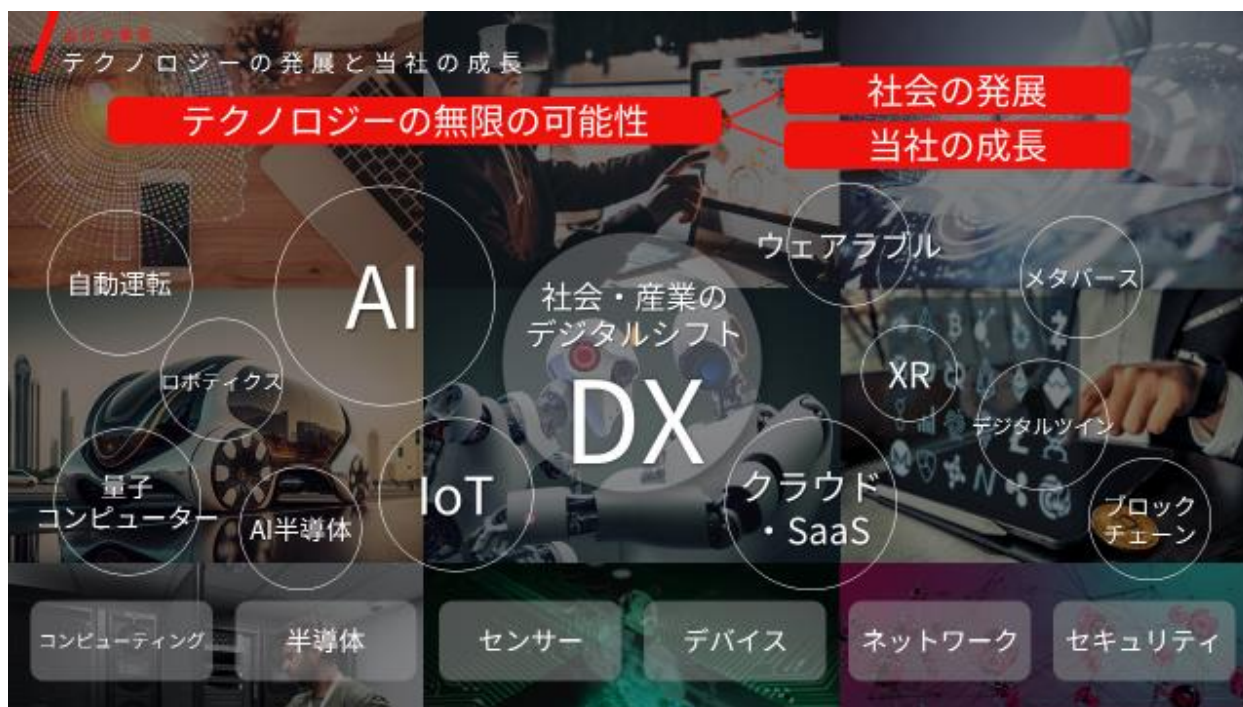 テクノロジーの発展と当社の成長
テクノロジーの無限の可能性
社会の発展
当社の成長
自動運転
AI
社会・産業の
デジタルシフト
DX
ウェアラブル
メタバース
ロボティクス
XR
デジタルツイン
量子
コンピューター
AI半導体
IoT
クラウド
・SaaS
ブロック
チェーン
コンピューティング
半導体
センサー
デバイス
ネットワーク
セキュリティ